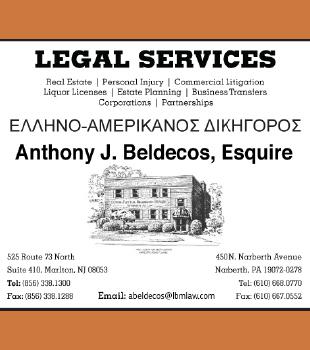 LEGAL SERVICES
Real Estate | Personal Injury | Commercial Litigation
Liquor Licenses | Estate Planning | Business Transfers
Corporations | Partnerships
ΕΛΛΗΝΟ-ΑΜΕΡΙΚΑΝΟΣ ΔΙΚΗΓΟΡΟΣ
Anthony J. Beldecos, Esquire
525 Route 73 North
Suite 410, Marlton, NJ 08053
Tel: (856) 338.1300
Fax: (856) 338.1288
Email: abeldecos@lbmlaw.com
450 N. Narberth Avenue
Narberth, PA 19072-0278
Tel: (610) 668.0770
Fax: (610) 667.0552